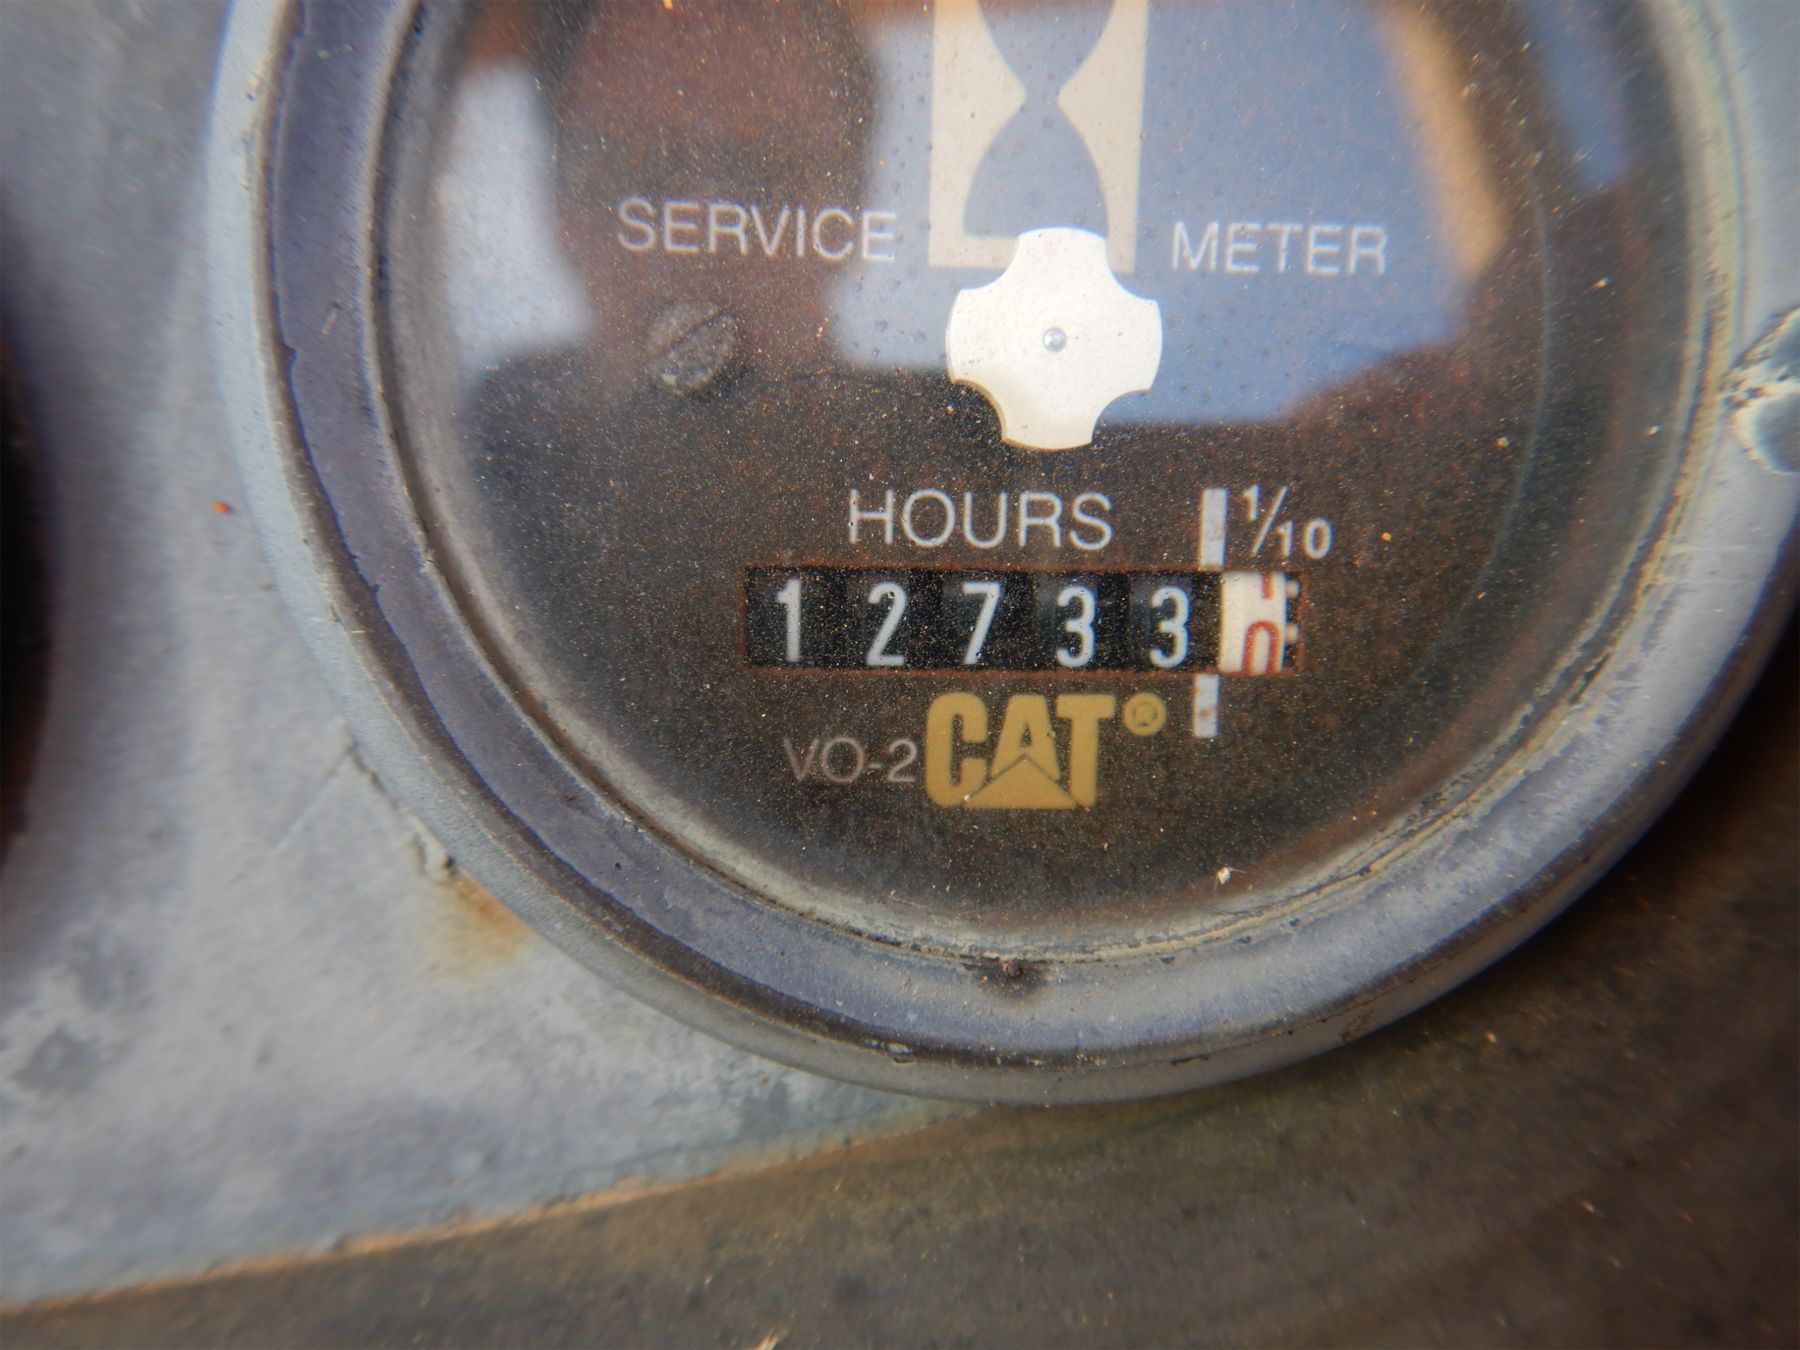 SERVICE METER
HOURS 1/10
12733
VO-2 CAT®